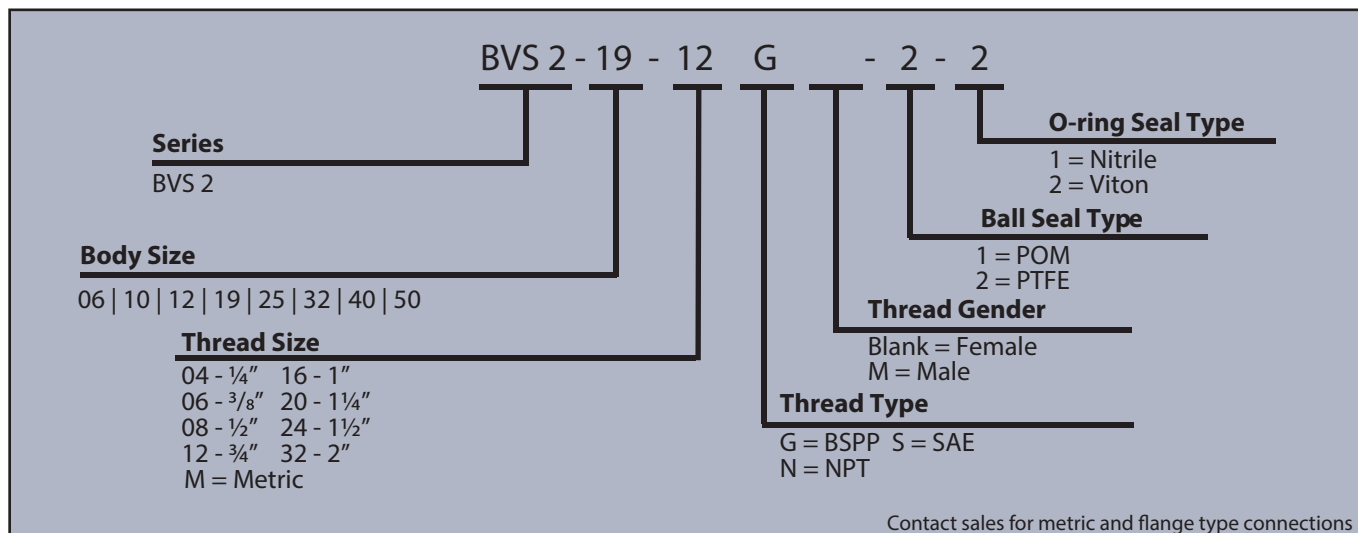 BVS 2 - 19 - 12 G - 2 - 2
O-ring Seal Type
1 = Nitrile
2 = Viton
Series
BVS 2
Ball Seal Type
1 = POM
2 = PTFE
Body Size
06 | 10 | 12 | 19 | 25 | 32 | 40 | 50
Thread Gender
Blank = Female
M = Male
Thread Size
04 - ¼" 16 - 1"
06 - ³/₈" 20 - 1¼"
08 - ½" 24 - 1½"
12 - ¾" 32 - 2"
M = Metric
Thread Type
G = BSPP S = SAE
N = NPT
Contact sales for metric and flange type connections